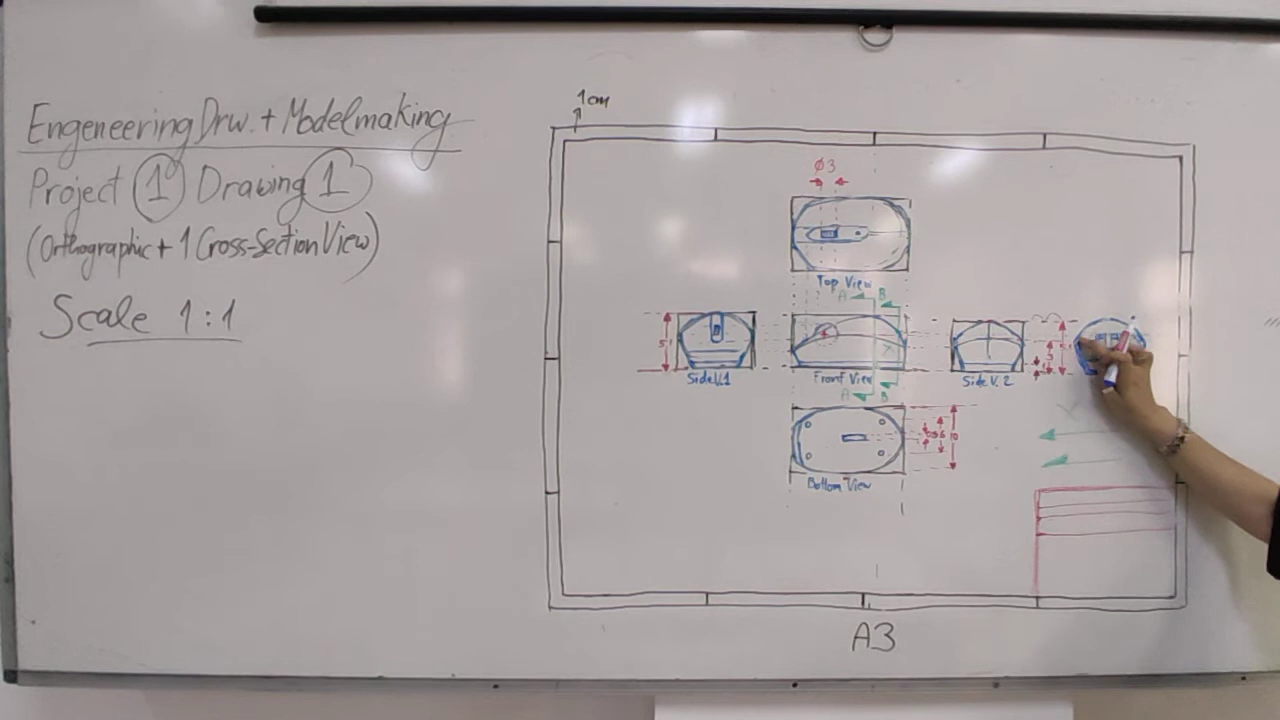 Engeneering Drw. + Modelmaking
Project 1 Drawing 1
(Orthographic + 1 Cross-Section View)
Scale 1:1
1cm
Ø3
Top View
A B
Side V.1
Front View
Side V. 2
A B
Bottom View
A3